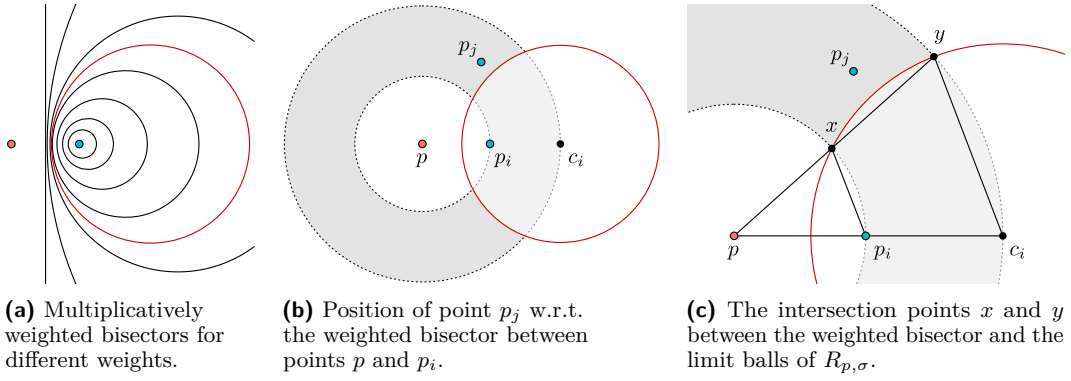 p_j
p
p_i
c_i
y
p_j
x
p
p_i
c_i
(a) Multiplicatively
weighted bisectors for
different weights.
(b) Position of point p_j w.r.t.
the weighted bisector between
points p and p_i.
(c) The intersection points x and y
between the weighted bisector and the
limit balls of R_{p,σ}.